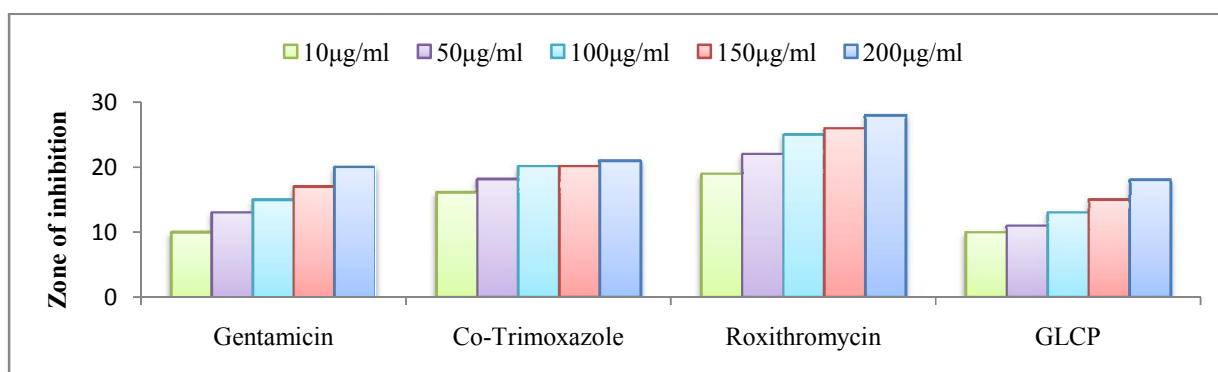 10μg/ml 50μg/ml 100μg/ml 150μg/ml 200μg/ml
Zone of inhibition
30
20
10
0
Gentamicin Co-Trimoxazole Roxithromycin GLCP